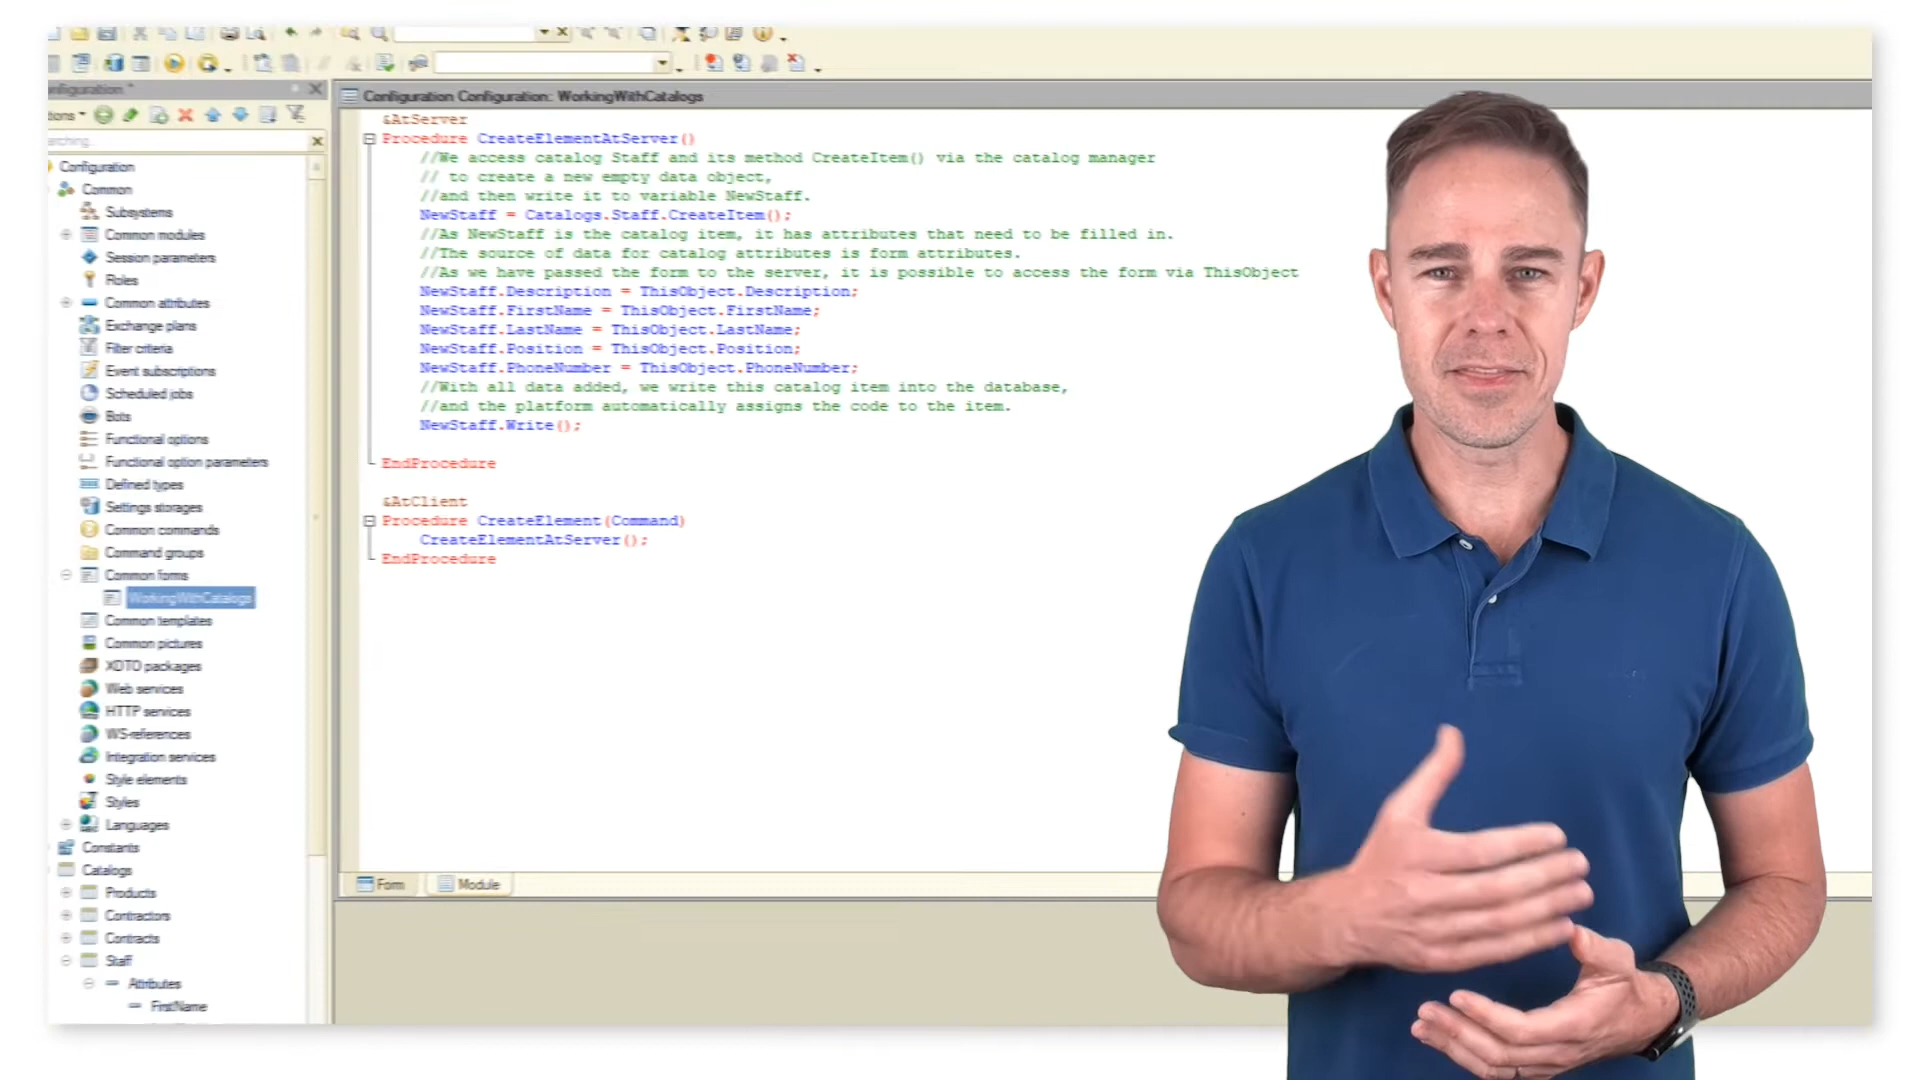 Configuration Configuration: WorkingWithCatalogs
Configuration
Common
Subsystems
Common modules
Session parameters
Roles
Common attributes
Exchange plans
Filter criteria
Event subscriptions
Scheduled jobs
Bots
Functional options
Functional option parameters
Defined types
Settings storages
Common commands
Command groups
Common forms
WorkingWithCatalogs
Common templates
Common pictures
XDTO packages
Web services
HTTP services
WS-references
Integration services
Style elements
Styles
Languages
Constants
Catalogs
Products
Contractors
Contracts
Staff
Attributes
FirstName
&AtServer
Procedure CreateElementAtServer()
//We access catalog Staff and its method CreateItem() via the catalog manager
// to create a new empty data object,
//and then write it to variable NewStaff.
NewStaff = Catalogs.Staff.CreateItem();
//As NewStaff is the catalog item, it has attributes that need to be filled in.
//The source of data for catalog attributes is form attributes.
//As we have passed the form to the server, it is possible to access the form via ThisObject
NewStaff.Description = ThisObject.Description;
NewStaff.FirstName = ThisObject.FirstName;
NewStaff.LastName = ThisObject.LastName;
NewStaff.Position = ThisObject.Position;
NewStaff.PhoneNumber = ThisObject.PhoneNumber;
//With all data added, we write this catalog item into the database,
//and the platform automatically assigns the code to the item.
NewStaff.Write();
EndProcedure
&AtClient
Procedure CreateElement(Command)
CreateElementAtServer();
EndProcedure
Form
Module